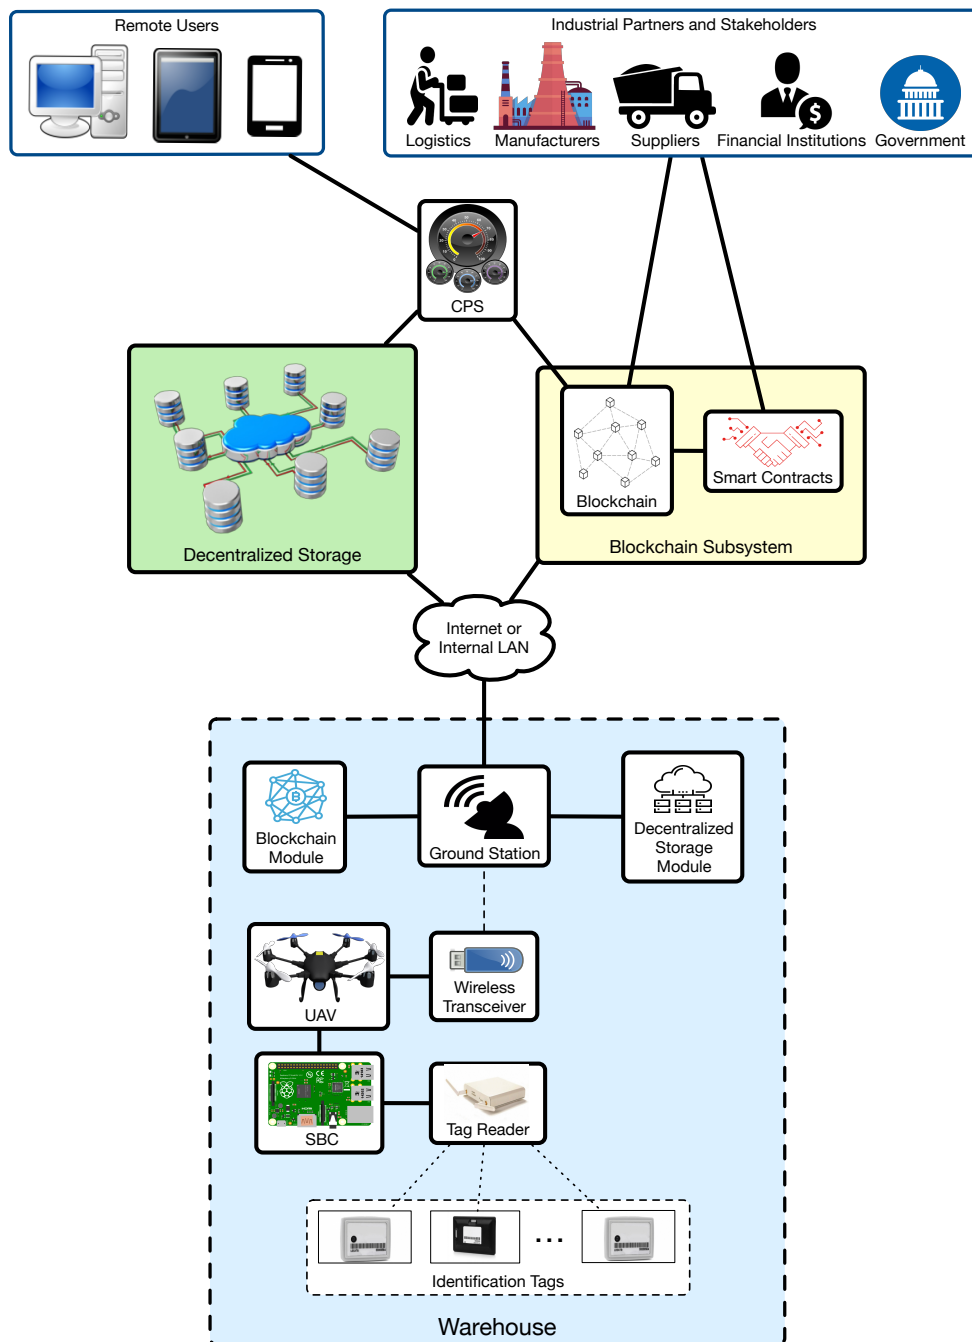 Remote Users
Industrial Partners and Stakeholders
Logistics
Manufacturers
Suppliers
Financial Institutions
Government
CPS
Decentralized Storage
Blockchain
Smart Contracts
Blockchain Subsystem
Internet or
Internal LAN
Blockchain
Module
Ground Station
Decentralized
Storage
Module
UAV
Wireless
Transceiver
SBC
Tag Reader
...
Identification Tags
Warehouse